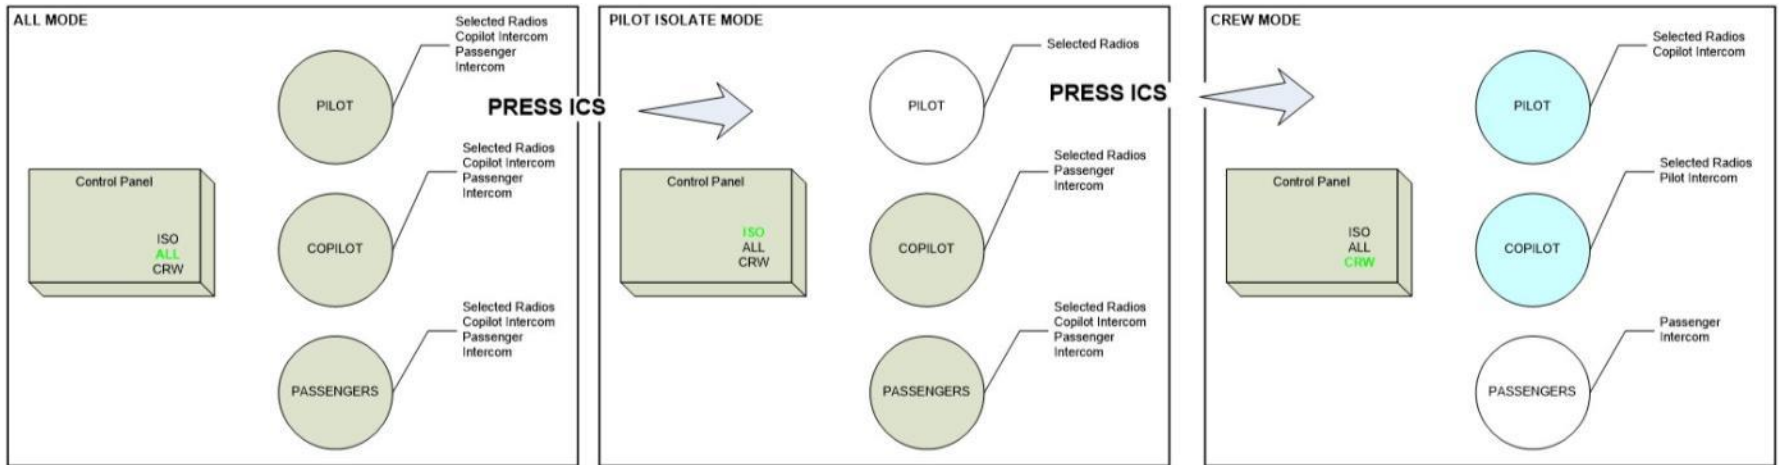 ALL MODE
Selected Radios
Copilot Intercom
Passenger
Intercom
PILOT
PRESS ICS
Selected Radios
Copilot Intercom
Passenger
Intercom
Control Panel
ISO
ALL
CRW
COPILOT
Selected Radios
Copilot Intercom
Passenger
Intercom
PASSENGERS
PILOT ISOLATE MODE
Selected Radios
PILOT
PRESS ICS
Selected Radios
Passenger
Intercom
Control Panel
ISO
ALL
CRW
COPILOT
Selected Radios
Copilot Intercom
Passenger
Intercom
PASSENGERS
CREW MODE
Selected Radios
Copilot Intercom
PILOT
Selected Radios
Pilot Intercom
Control Panel
ISO
ALL
CRW
COPILOT
Passenger
Intercom
PASSENGERS